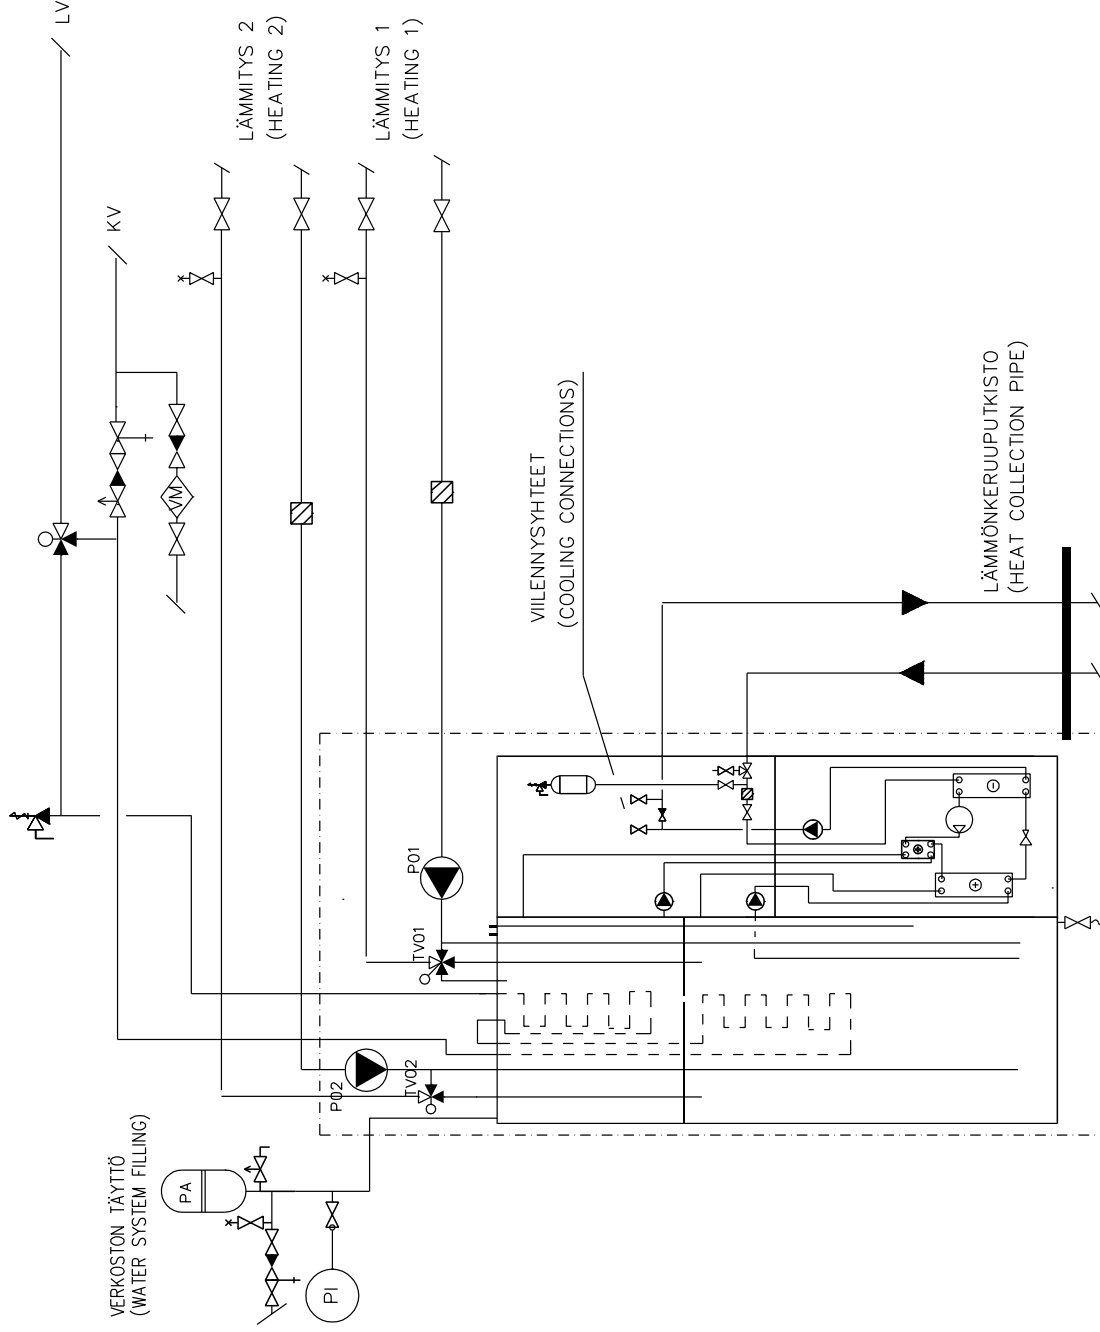 LV
KV
LÄMMITYS 2
(HEATING 2)
LÄMMITYS 1
(HEATING 1)
VM
VIILENNYSYHTEET
(COOLING CONNECTIONS)
LÄMMÖNKERUUPUTKISTO
(HEAT COLLECTION PIPE)
P01
TV01
P02
TV02
VERKOSTON TÄYTTÖ
(WATER SYSTEM FILLING)
PA
PI